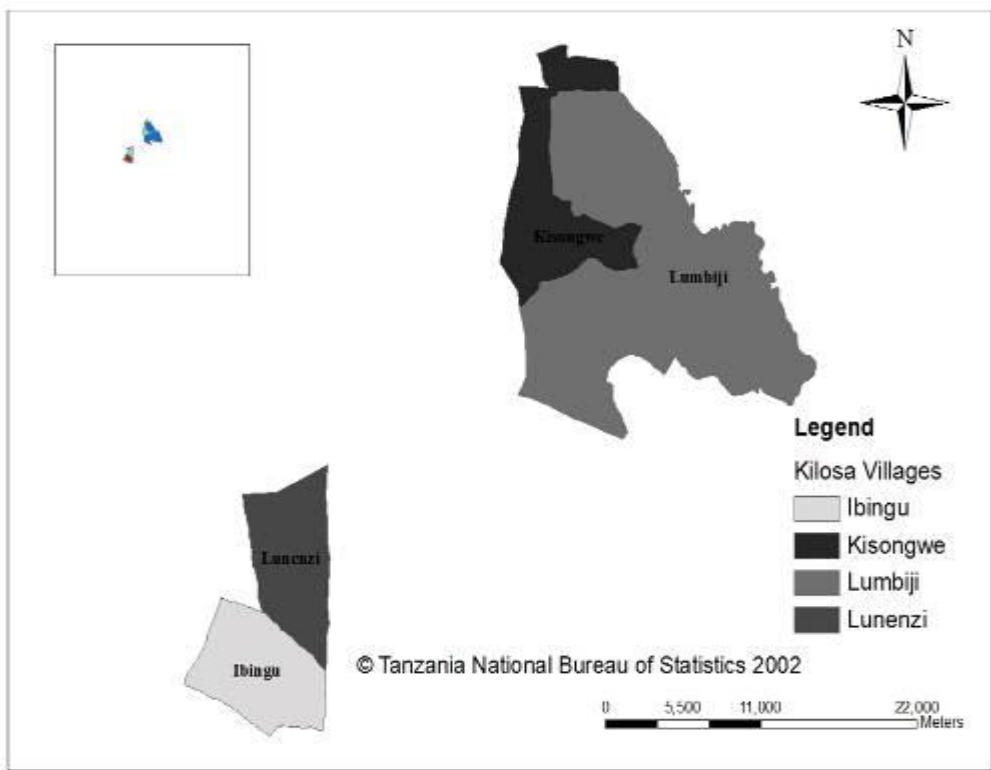 N
Kisongwe
Lumbiji
Legend
Kilosa Villages
Ibingu
Kisongwe
Lumbiji
Lunenzi
Lunenzi
Ibingu
© Tanzania National Bureau of Statistics 2002
0 5,500 11,000 22,000
Meters